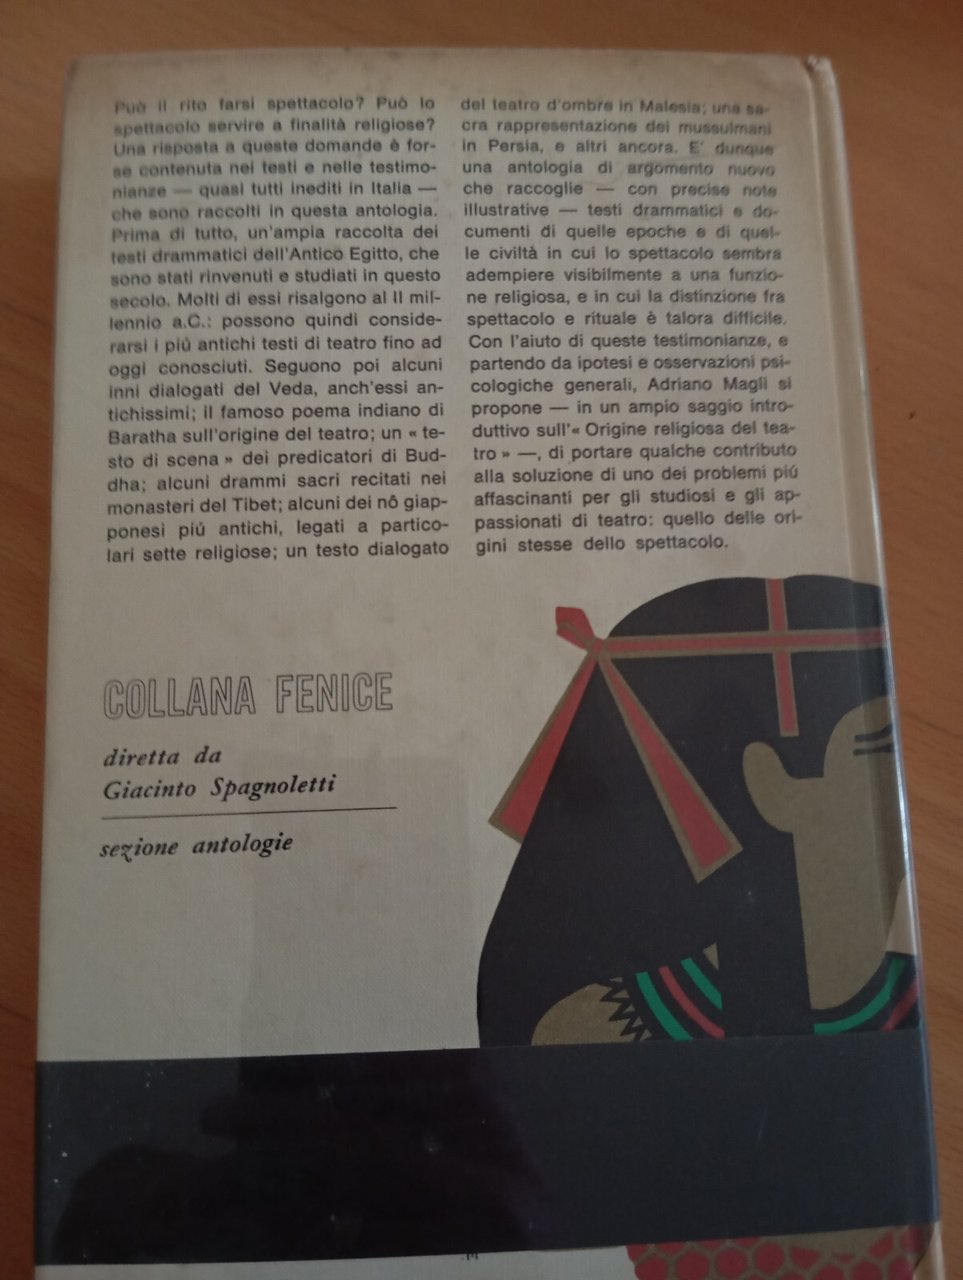 Può il rito farsi spettacolo? Può lo
spettacolo servire a finalità religiose?
Una risposta a queste domande è for-
se contenuta nei testi e nelle testimo-
nianze — quasi tutti inediti in Italia —
che sono raccolti in questa antologia.
Prima di tutto, un'ampia raccolta dei
testi drammatici dell'Antico Egitto, che
sono stati rinvenuti e studiati in questo
secolo. Molti di essi risalgono al II mil-
lennio a.C.: possono quindi conside-
rarsi i piú antichi testi di teatro fino ad
oggi conosciuti. Seguono poi alcuni
inni dialogati del Veda, anch'essi an-
tichissimi; il famoso poema indiano di
Baratha sull'origine del teatro; un « te-
sto di scena » dei predicatori di Bud-
dha; alcuni drammi sacri recitati nei
monasteri del Tibet; alcuni dei nô giap-
ponesi piú antichi, legati a partico-
lari sette religiose; un testo dialogato
del teatro d'ombre in Malesia; una sa-
cra rappresentazione dei mussulmani
in Persia, e altri ancora. E' dunque
una antologia di argomento nuovo
che raccoglie — con precise note
illustrative — testi drammatici e do-
cumenti di quelle epoche e di quel-
le civiltà in cui lo spettacolo sembra
adempiere visibilmente a una funzio-
ne religiosa, e in cui la distinzione fra
spettacolo e rituale è talora difficile.
Con l'aiuto di queste testimonianze, e
partendo da ipotesi e osservazioni psi-
cologiche generali, Adriano Magli si
propone — in un ampio saggio intro-
duttivo sull'« Origine religiosa del tea-
tro » —, di portare qualche contributo
alla soluzione di uno dei problemi piú
affascinanti per gli studiosi e gli ap-
passionati di teatro: quello delle ori-
gini stesse dello spettacolo.
COLLANA FENICE
diretta da
Giacinto Spagnoletti
sezione antologie